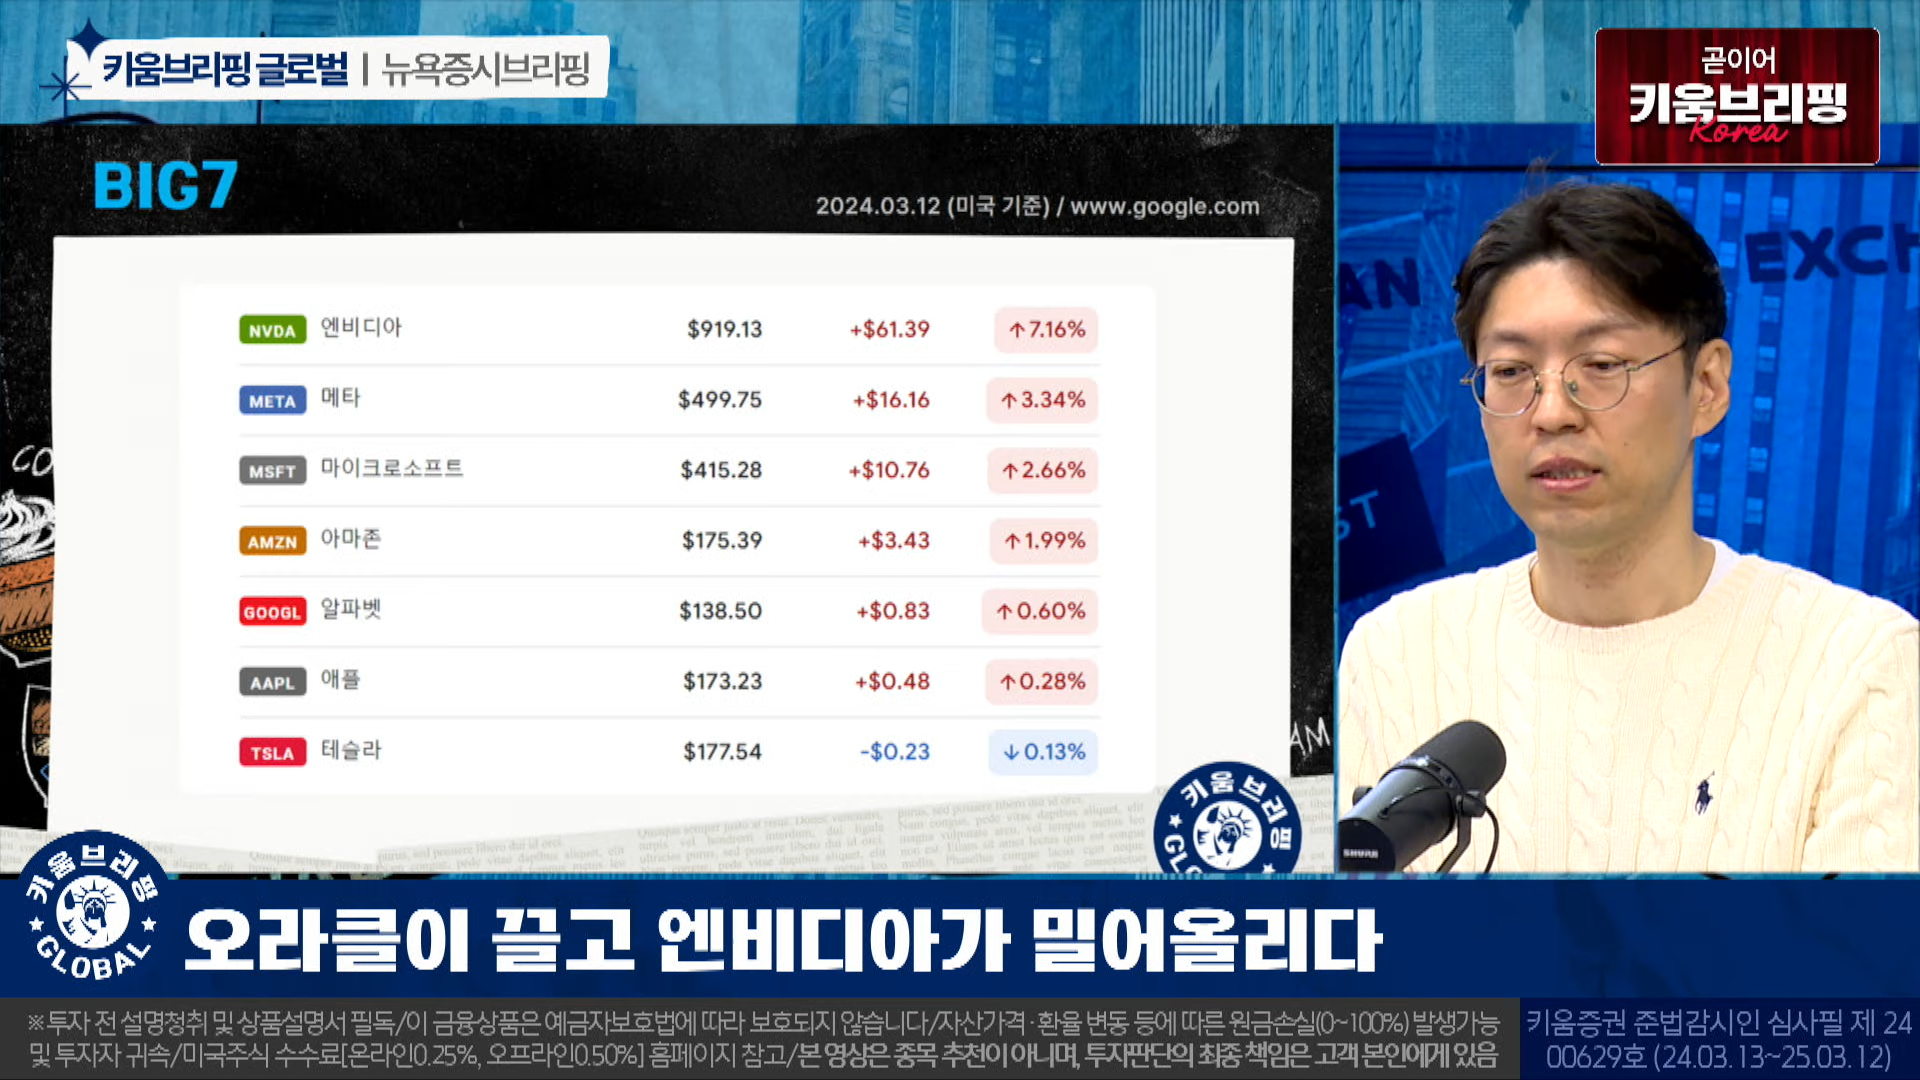 키움브리핑 글로벌 | 뉴욕증시브리핑
곧이어
키움브리핑
Korea
BIG7
2024.03.12 (미국 기준) / www.google.com
NVDA 엔비디아 $919.13 +$61.39 ↑7.16%
META 메타 $499.75 +$16.16 ↑3.34%
MSFT 마이크로소프트 $415.28 +$10.76 ↑2.66%
AMZN 아마존 $175.39 +$3.43 ↑1.99%
GOOGL 알파벳 $138.50 +$0.83 ↑0.60%
AAPL 애플 $173.23 +$0.48 ↑0.28%
TSLA 테슬라 $177.54 -$0.23 ↓0.13%
CO
AM
AN
EXCH
ST
키움브리핑
GLO
SHURE
키움브리핑
GLOBAL
오라클이 끌고 엔비디아가 밀어올리다
※투자 전 설명청취 및 상품설명서 필독/이 금융상품은 예금자보호법에 따라 보호되지 않습니다/자산가격·환율 변동 등에 따른 원금손실(0~100%) 발생가능
및 투자자 귀속/미국주식 수수료[온라인0.25%, 오프라인0.50%] 홈페이지 참고/본 영상은 종목 추천이 아니며, 투자판단의 최종 책임은 고객 본인에게 있음
키움증권 준법감시인 심사필 제 24
00629호 (24.03.13~25.03.12)